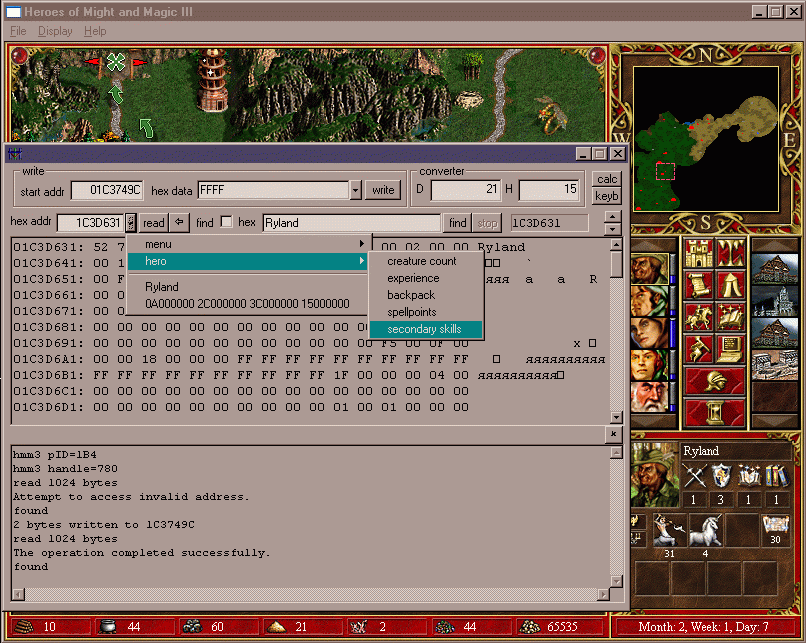 Heroes of Might and Magic III
File Display Help
N
W
E
S
write
start addr 01C3749C hex data FFFF write
converter
D 21 H 15
calc
keyb
hex addr 1C3D631 read find hex Ryland find stop 1C3D631
menu
hero
Ryland
0A000000 2C000000 3C000000 15000000
creature count
experience
backpack
spellpoints
secondary skills
01C3D631: 52 7 00 02 00 Ryland
01C3D641: 00 1 `
01C3D651: 00 F яяя a a R
01C3D661: 00 0
01C3D671: 00 0
01C3D681: 00 00 00 00 00 00 00 00 00
01C3D691: 00 00 00 00 00 00 00 00 00 00 00 00 F5 00 0F 00 x
01C3D6A1: 00 00 18 00 00 00 FF FF FF FF FF FF FF FF FF FF яяяяяяяяяя
01C3D6B1: FF FF FF FF FF FF FF FF FF FF 1F 00 00 00 04 00 яяяяяяяяяя
01C3D6C1: 00 00 00 00 00 00 00 00 00 00 00 00 00 00 00 00
01C3D6D1: 00 00 00 00 00 00 00 00 00 00 01 00 01 00 00 00
hmm3 pID=1B4
hmm3 handle=780
read 1024 bytes
Attempt to access invalid address.
found
2 bytes written to 1C3749C
read 1024 bytes
The operation completed successfully.
found
Ryland
1 3 1 1
31 4 30
10 44 60 21 2 44 65535 Month: 2, Week: 1, Day: 7